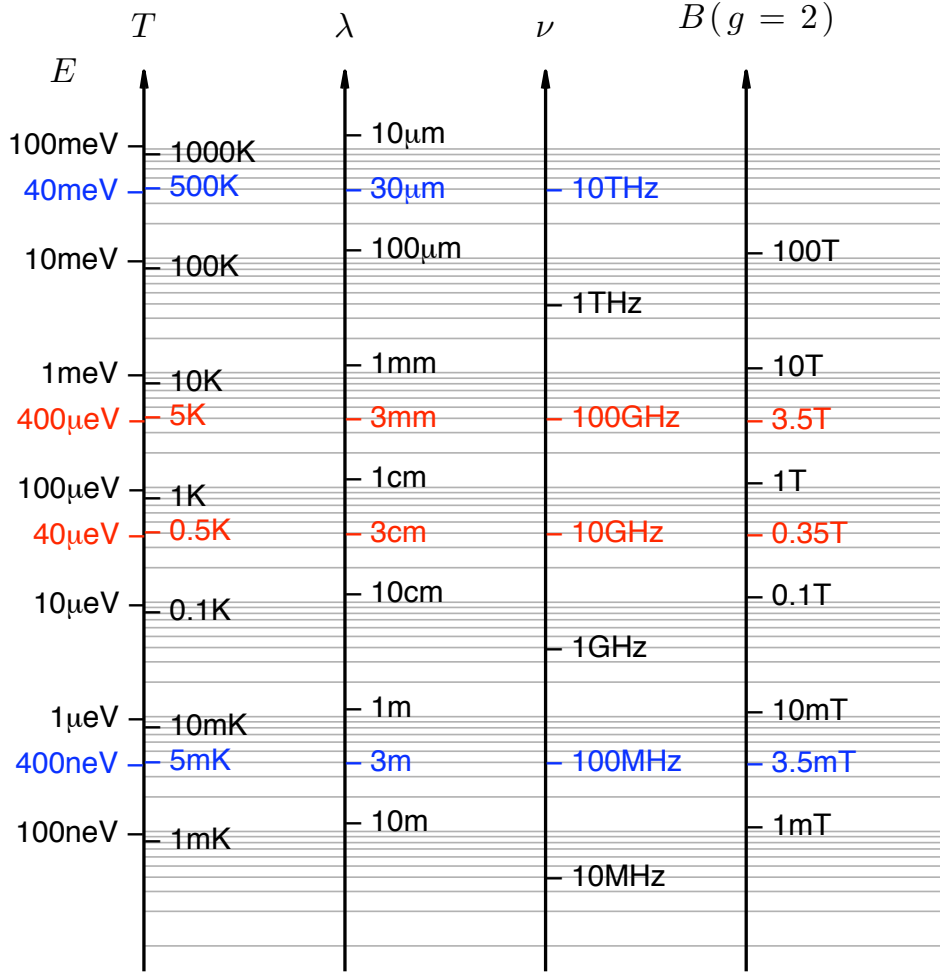 T λ ν B(g = 2)
E
100meV 1000K 10μm
40meV 500K 30μm 10THz
10meV 100K 100μm 100T
1THz
1meV 10K 1mm 10T
400μeV 5K 3mm 100GHz 3.5T
100μeV 1K 1cm 1T
40μeV 0.5K 3cm 10GHz 0.35T
10μeV 0.1K 10cm 0.1T
1GHz
1μeV 10mK 1m 10mT
400neV 5mK 3m 100MHz 3.5mT
100neV 1mK 10m 1mT
10MHz